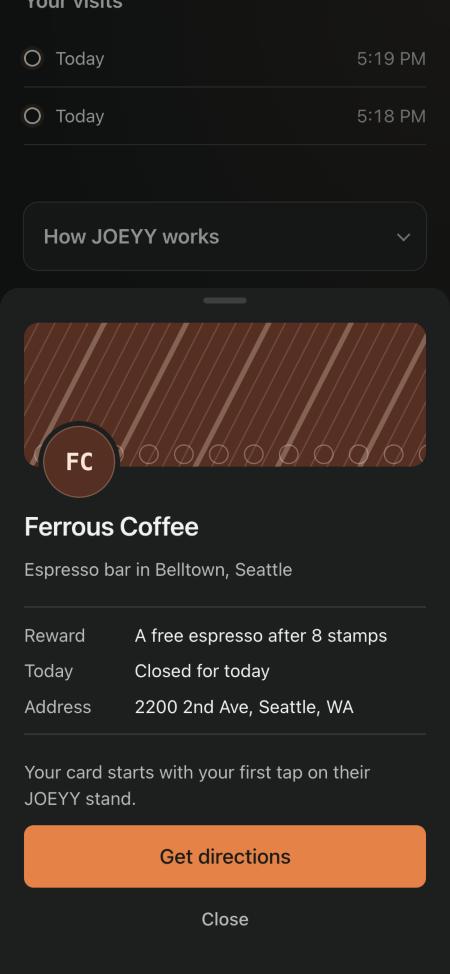 Your visits
Today 5:19 PM
Today 5:18 PM
How JOEYY works
FC
Ferrous Coffee
Espresso bar in Belltown, Seattle
Reward A free espresso after 8 stamps
Today Closed for today
Address 2200 2nd Ave, Seattle, WA
Your card starts with your first tap on their
JOEYY stand.
Get directions
Close